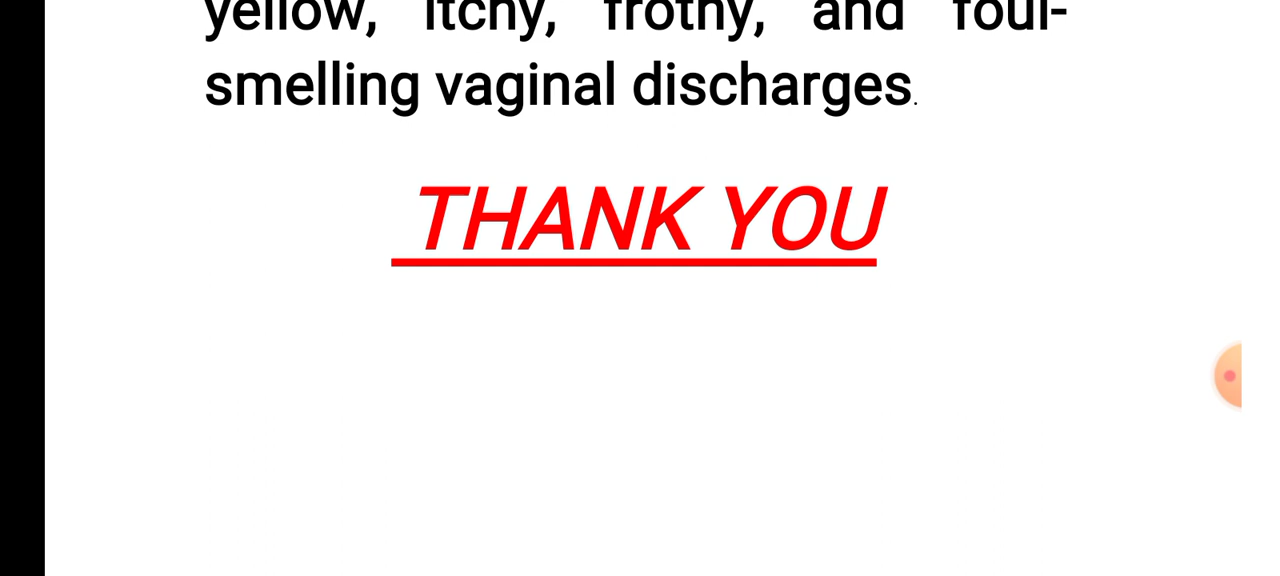 yellow, itchy, frothy, and foul-
smelling vaginal discharges.
THANK YOU